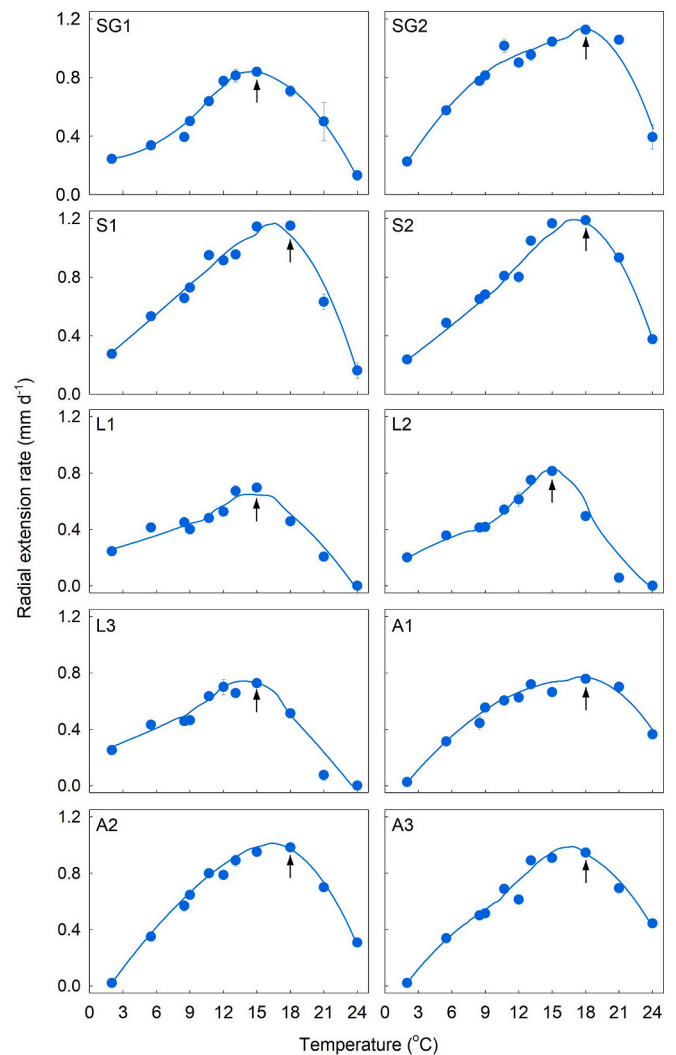 SG1
SG2
1.2
0.8
0.4
0.0
S1
S2
1.2
0.8
0.4
0.0
L1
L2
1.2
0.8
0.4
0.0
L3
A1
1.2
0.8
0.4
0.0
A2
A3
1.2
0.8
0.4
0.0
0 3 6 9 12 15 18 21 24 0 3 6 9 12 15 18 21 24
Radial extension rate (mm d⁻¹)
Temperature (°C)